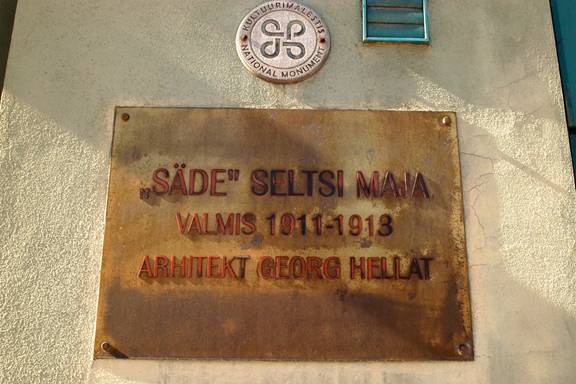 KULTUURIMÄLESTIS
NATIONAL MONUMENT
„SÄDE" SELTSI MAJA
VALMIS 1911-1913
ARHITEKT GEORG HELLAT